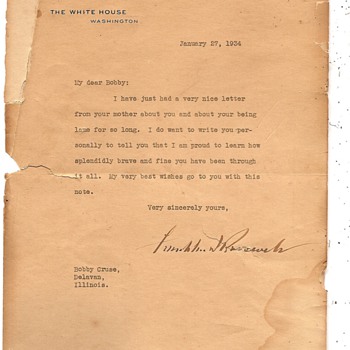 THE WHITE HOUSE
WASHINGTON
January 27, 1934
My dear Bobby:
I have just had a very nice letter
from your mother about you and about your being
lame for so long. I do want to write you per-
sonally to tell you that I am proud to learn how
splendidly brave and fine you have been through
it all. My very best wishes go to you with this
note.
Very sincerely yours,
Franklin D Roosevelt
Bobby Cruse,
Delavan,
Illinois.